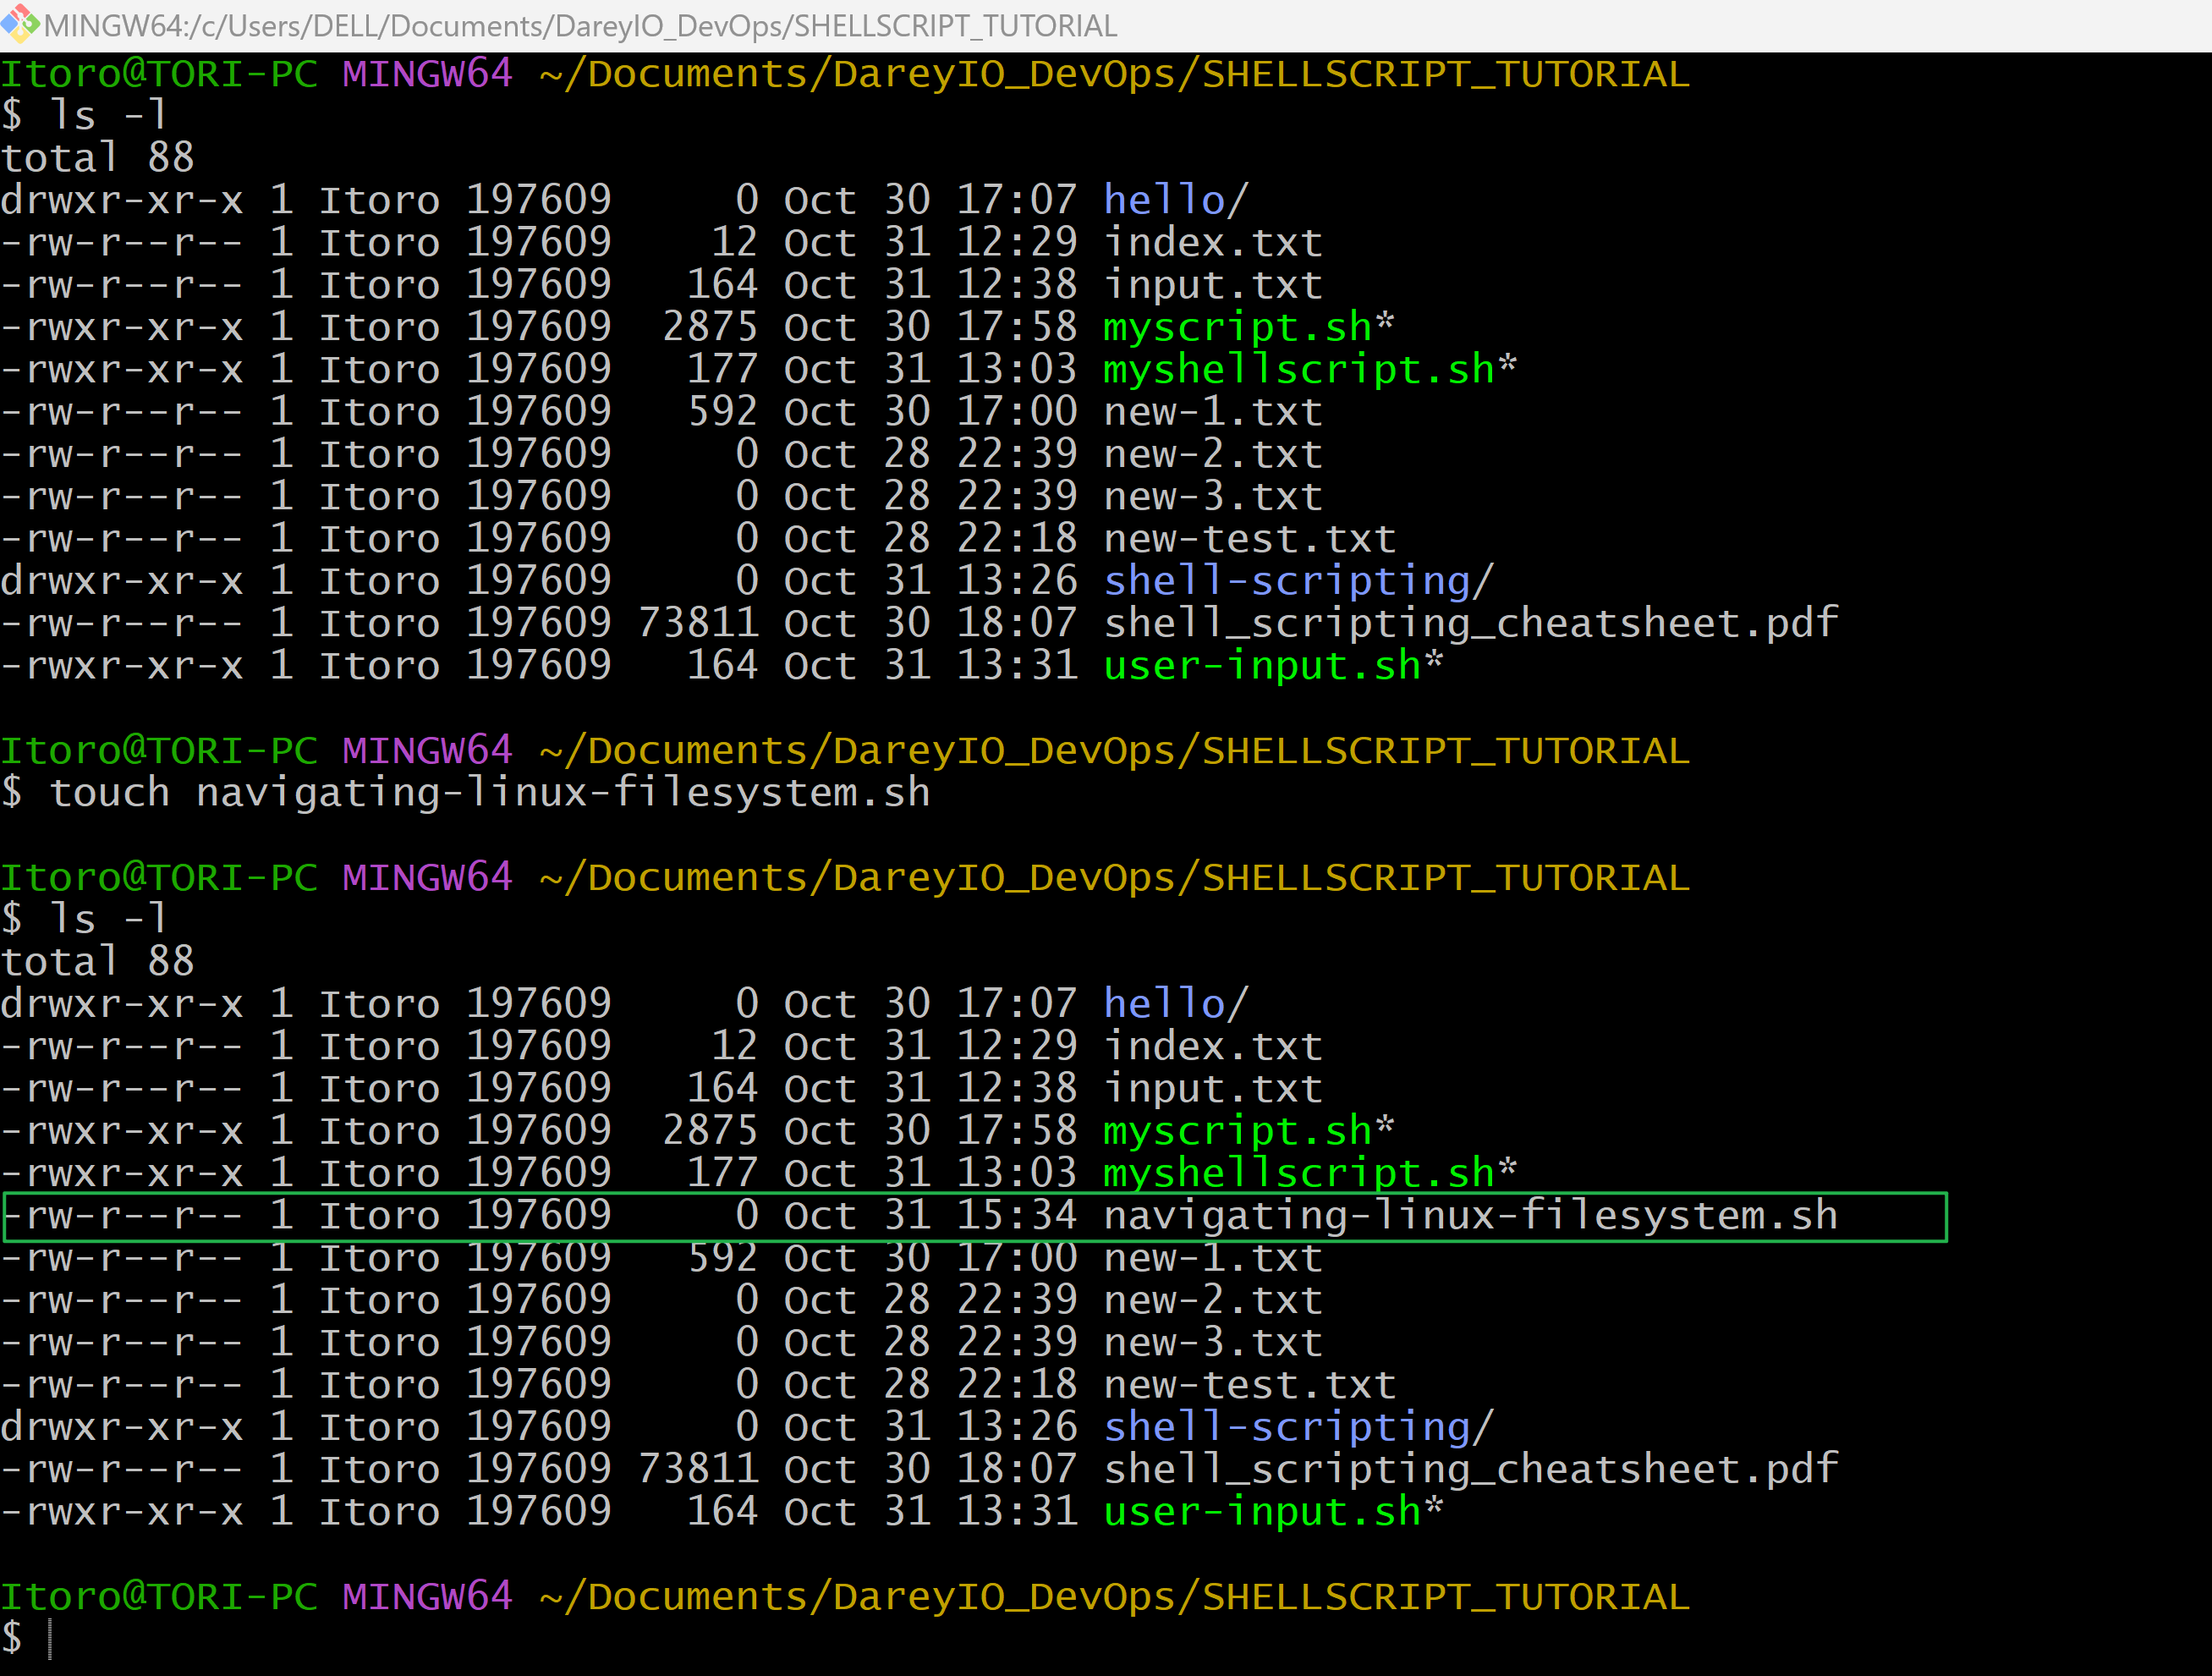 MINGW64:/c/Users/DELL/Documents/DareyIO_DevOps/SHELLSCRIPT_TUTORIAL
Itoro@TORI-PC MINGW64 ~/Documents/DareyIO_DevOps/SHELLSCRIPT_TUTORIAL
$ ls -l
total 88
drwxr-xr-x 1 Itoro 197609     0 Oct 30 17:07 hello/
-rw-r--r-- 1 Itoro 197609    12 Oct 31 12:29 index.txt
-rw-r--r-- 1 Itoro 197609   164 Oct 31 12:38 input.txt
-rwxr-xr-x 1 Itoro 197609  2875 Oct 30 17:58 myscript.sh*
-rwxr-xr-x 1 Itoro 197609   177 Oct 31 13:03 myshellscript.sh*
-rw-r--r-- 1 Itoro 197609   592 Oct 30 17:00 new-1.txt
-rw-r--r-- 1 Itoro 197609     0 Oct 28 22:39 new-2.txt
-rw-r--r-- 1 Itoro 197609     0 Oct 28 22:39 new-3.txt
-rw-r--r-- 1 Itoro 197609     0 Oct 28 22:18 new-test.txt
drwxr-xr-x 1 Itoro 197609     0 Oct 31 13:26 shell-scripting/
-rw-r--r-- 1 Itoro 197609 73811 Oct 30 18:07 shell_scripting_cheatsheet.pdf
-rwxr-xr-x 1 Itoro 197609   164 Oct 31 13:31 user-input.sh*
Itoro@TORI-PC MINGW64 ~/Documents/DareyIO_DevOps/SHELLSCRIPT_TUTORIAL
$ touch navigating-linux-filesystem.sh
Itoro@TORI-PC MINGW64 ~/Documents/DareyIO_DevOps/SHELLSCRIPT_TUTORIAL
$ ls -l
total 88
drwxr-xr-x 1 Itoro 197609     0 Oct 30 17:07 hello/
-rw-r--r-- 1 Itoro 197609    12 Oct 31 12:29 index.txt
-rw-r--r-- 1 Itoro 197609   164 Oct 31 12:38 input.txt
-rwxr-xr-x 1 Itoro 197609  2875 Oct 30 17:58 myscript.sh*
-rwxr-xr-x 1 Itoro 197609   177 Oct 31 13:03 myshellscript.sh*
-rw-r--r-- 1 Itoro 197609     0 Oct 31 15:34 navigating-linux-filesystem.sh
-rw-r--r-- 1 Itoro 197609   592 Oct 30 17:00 new-1.txt
-rw-r--r-- 1 Itoro 197609     0 Oct 28 22:39 new-2.txt
-rw-r--r-- 1 Itoro 197609     0 Oct 28 22:39 new-3.txt
-rw-r--r-- 1 Itoro 197609     0 Oct 28 22:18 new-test.txt
drwxr-xr-x 1 Itoro 197609     0 Oct 31 13:26 shell-scripting/
-rw-r--r-- 1 Itoro 197609 73811 Oct 30 18:07 shell_scripting_cheatsheet.pdf
-rwxr-xr-x 1 Itoro 197609   164 Oct 31 13:31 user-input.sh*
Itoro@TORI-PC MINGW64 ~/Documents/DareyIO_DevOps/SHELLSCRIPT_TUTORIAL
$